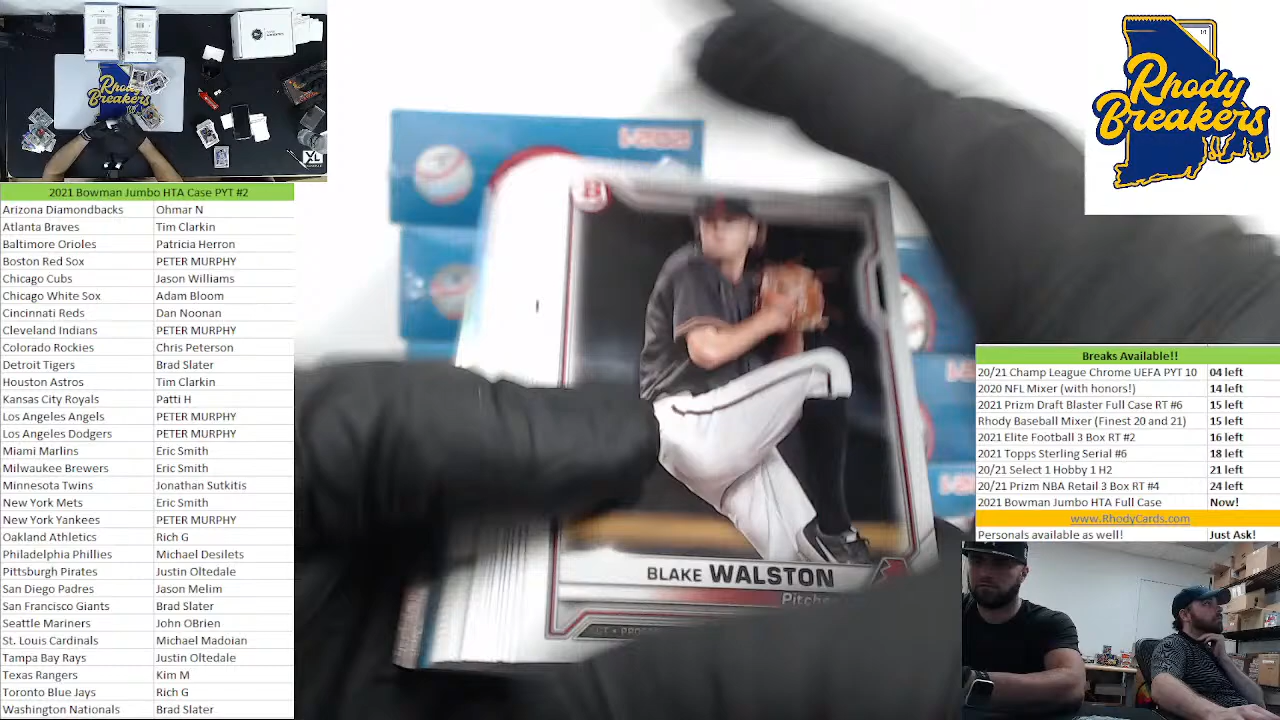 Rhody
Breakers
Rhody
Breakers
XL
2021 Bowman Jumbo HTA Case PYT #2
Arizona Diamondbacks Ohmar N
Atlanta Braves Tim Clarkin
Baltimore Orioles Patricia Herron
Boston Red Sox PETER MURPHY
Chicago Cubs Jason Williams
Chicago White Sox Adam Bloom
Cincinnati Reds Dan Noonan
Cleveland Indians PETER MURPHY
Colorado Rockies Chris Peterson
Detroit Tigers Brad Slater
Houston Astros Tim Clarkin
Kansas City Royals Patti H
Los Angeles Angels PETER MURPHY
Los Angeles Dodgers PETER MURPHY
Miami Marlins Eric Smith
Milwaukee Brewers Eric Smith
Minnesota Twins Jonathan Sutkitis
New York Mets Eric Smith
New York Yankees PETER MURPHY
Oakland Athletics Rich G
Philadelphia Phillies Michael Desilets
Pittsburgh Pirates Justin Oltedale
San Diego Padres Jason Melim
San Francisco Giants Brad Slater
Seattle Mariners John OBrien
St. Louis Cardinals Michael Madoian
Tampa Bay Rays Justin Oltedale
Texas Rangers Kim M
Toronto Blue Jays Rich G
Washington Nationals Brad Slater
B
BLAKE WALSTON
Breaks Available!!
20/21 Champ League Chrome UEFA PYT 10 04 left
2020 NFL Mixer (with honors!) 14 left
2021 Prizm Draft Blaster Full Case RT #6 15 left
Rhody Baseball Mixer (Finest 20 and 21) 15 left
2021 Elite Football 3 Box RT #2 16 left
2021 Topps Sterling Serial #6 18 left
20/21 Select 1 Hobby 1 H2 21 left
20/21 Prizm NBA Retail 3 Box RT #4 24 left
2021 Bowman Jumbo HTA Full Case Now!
www.RhodyCards.com
Personals available as well! Just Ask!